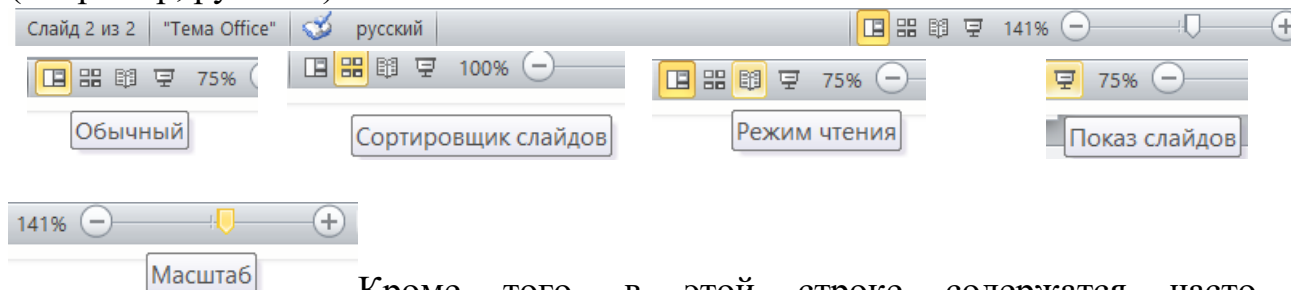 Слайд 2 из 2 "Тема Office" русский 141%
75% 100% 75% 75%
Обычный Сортировщик слайдов Режим чтения Показ слайдов
141%
Масштаб
Кроме того, в этой строке содержатся часто